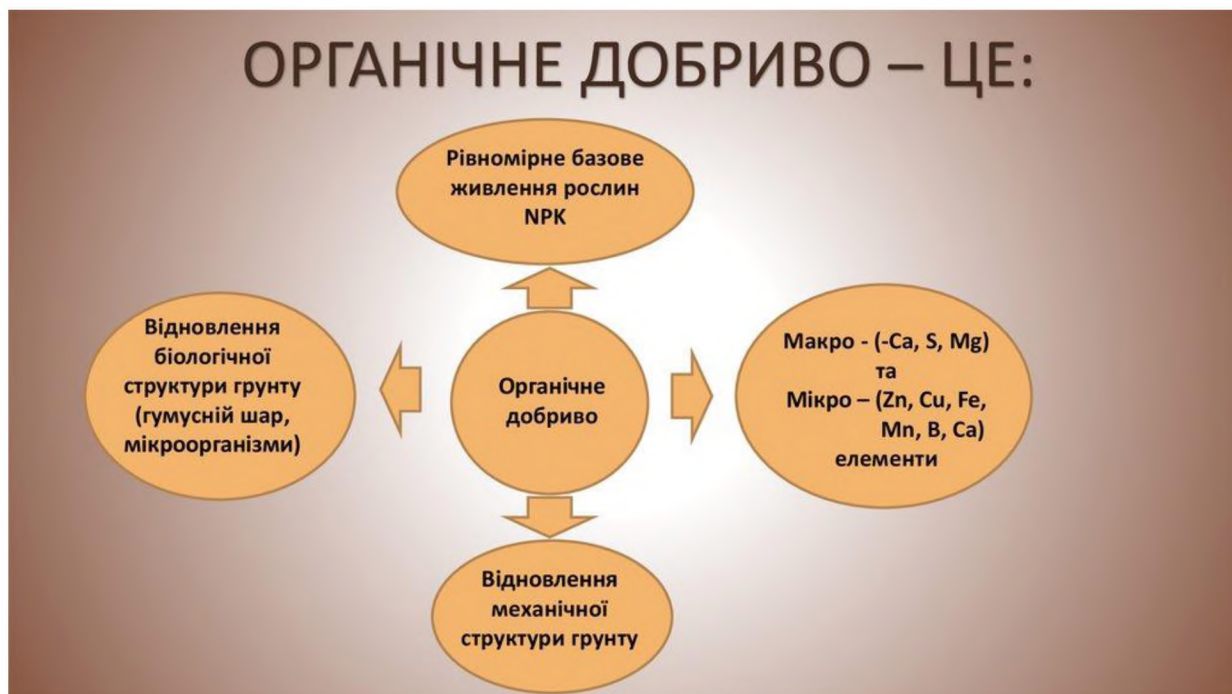 ОРГАНІЧНЕ ДОБРИВО – ЦЕ:
Рівномірне базове
живлення рослин
NPK
Відновлення
біологічної
структури грунту
(гумусній шар,
мікроорганізми)
Органічне
добриво
Макро - (-Ca, S, Mg)
та
Мікро – (Zn, Cu, Fe,
Mn, B, Ca)
елементи
Відновлення
механічної
структури грунту